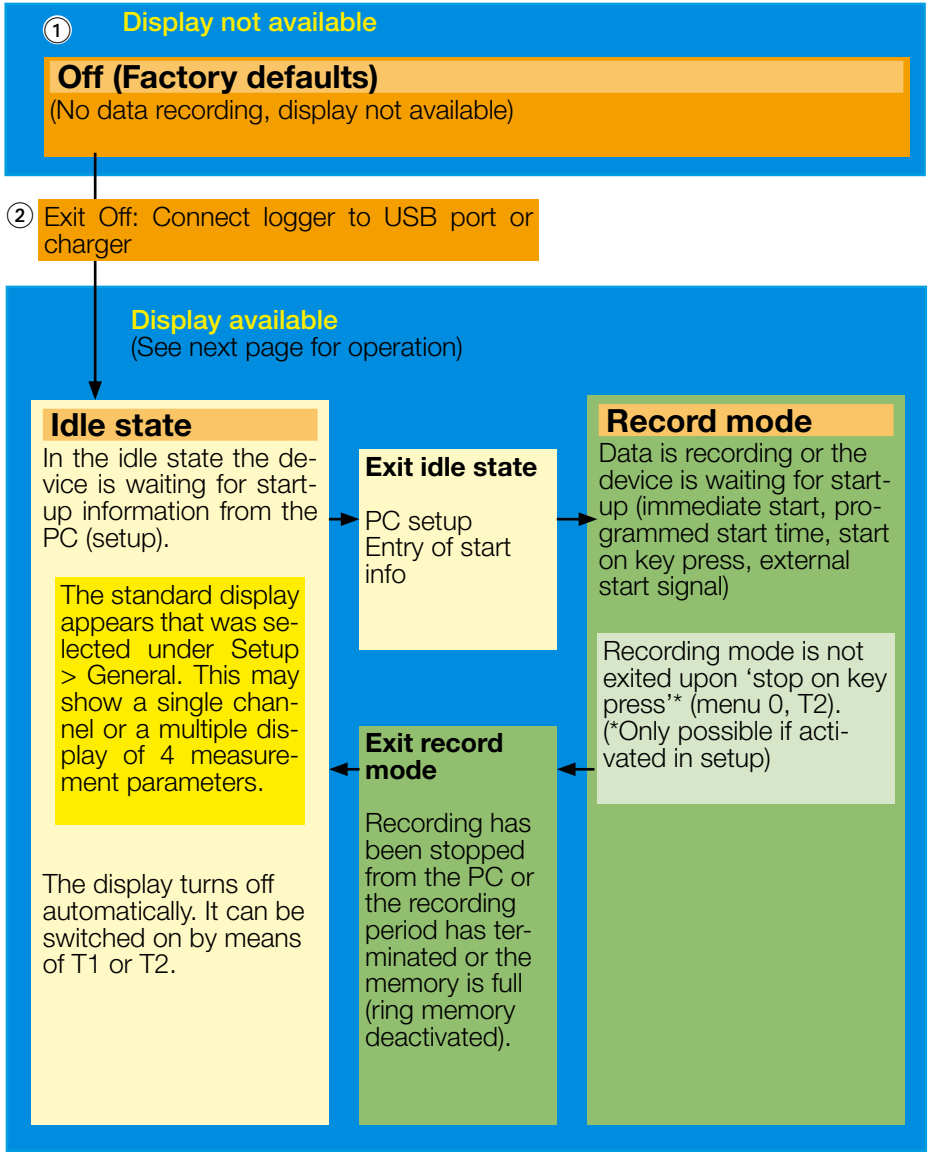 1 Display not available
Off (Factory defaults)
(No data recording, display not available)
2 Exit Off: Connect logger to USB port or
charger
Display available
(See next page for operation)
Idle state
In the idle state the de-
vice is waiting for start-
up information from the
PC (setup).
The standard display
appears that was se-
lected under Setup
> General. This may
show a single chan-
nel or a multiple dis-
play of 4 measure-
ment parameters.
The display turns off
automatically. It can be
switched on by means
of T1 or T2.
Exit idle state
PC setup
Entry of start
info
Record mode
Data is recording or the
device is waiting for start-
up (immediate start, pro-
grammed start time, start
on key press, external
start signal)
Recording mode is not
exited upon ‘stop on key
press’* (menu 0, T2).
(*Only possible if acti-
vated in setup)
Exit record
mode
Recording has
been stopped
from the PC or
the recording
period has ter-
minated or the
memory is full
(ring memory
deactivated).